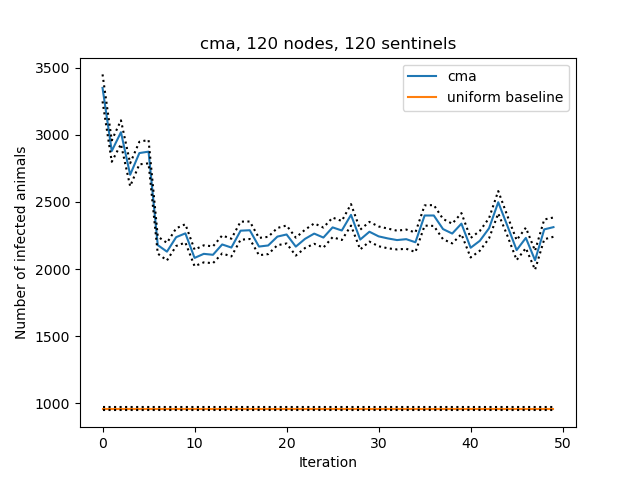 cma, 120 nodes, 120 sentinels
cma
uniform baseline
3500
3000
2500
2000
1500
1000
Number of infected animals
0 10 20 30 40 50
Iteration